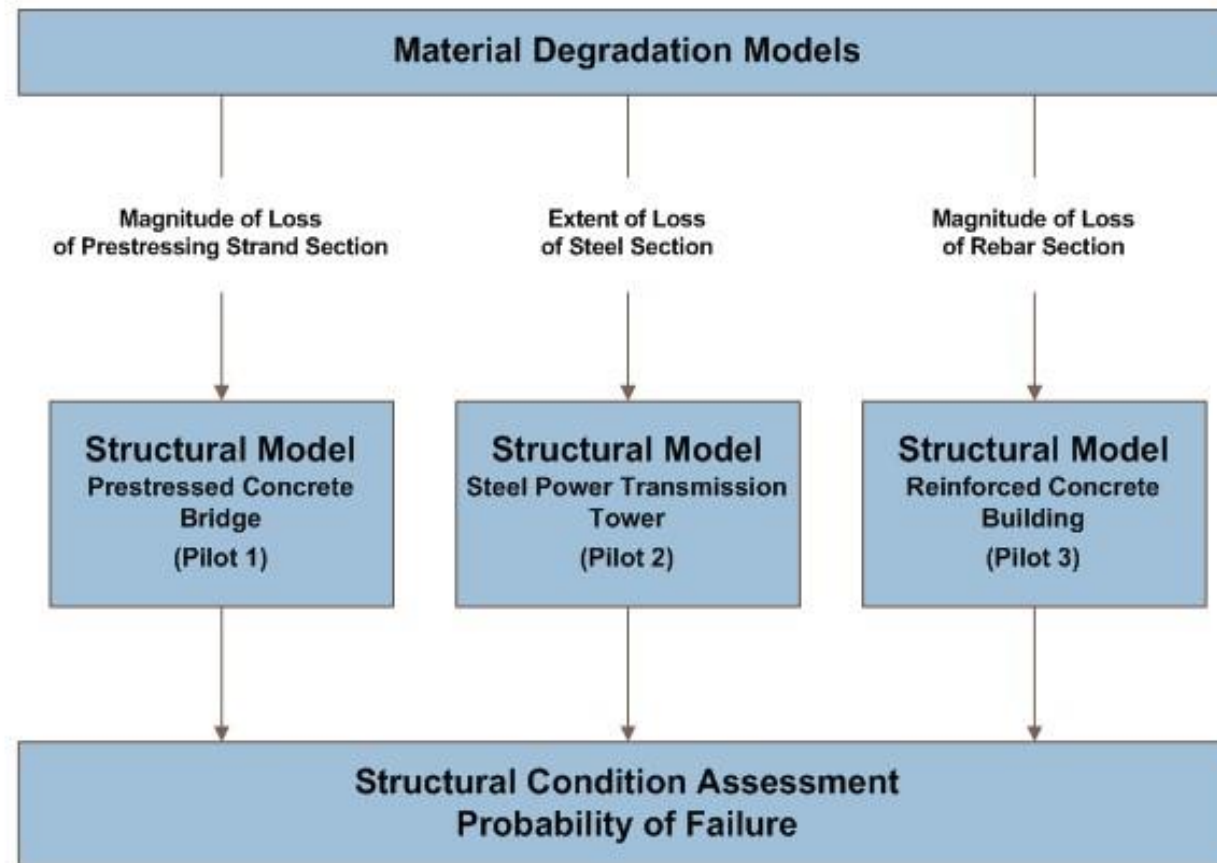 Material Degradation Models
Magnitude of Loss
of Prestressing Strand Section
Extent of Loss
of Steel Section
Magnitude of Loss
of Rebar Section
Structural Model
Prestressed Concrete
Bridge
(Pilot 1)
Structural Model
Steel Power Transmission
Tower
(Pilot 2)
Structural Model
Reinforced Concrete
Building
(Pilot 3)
Structural Condition Assessment
Probability of Failure